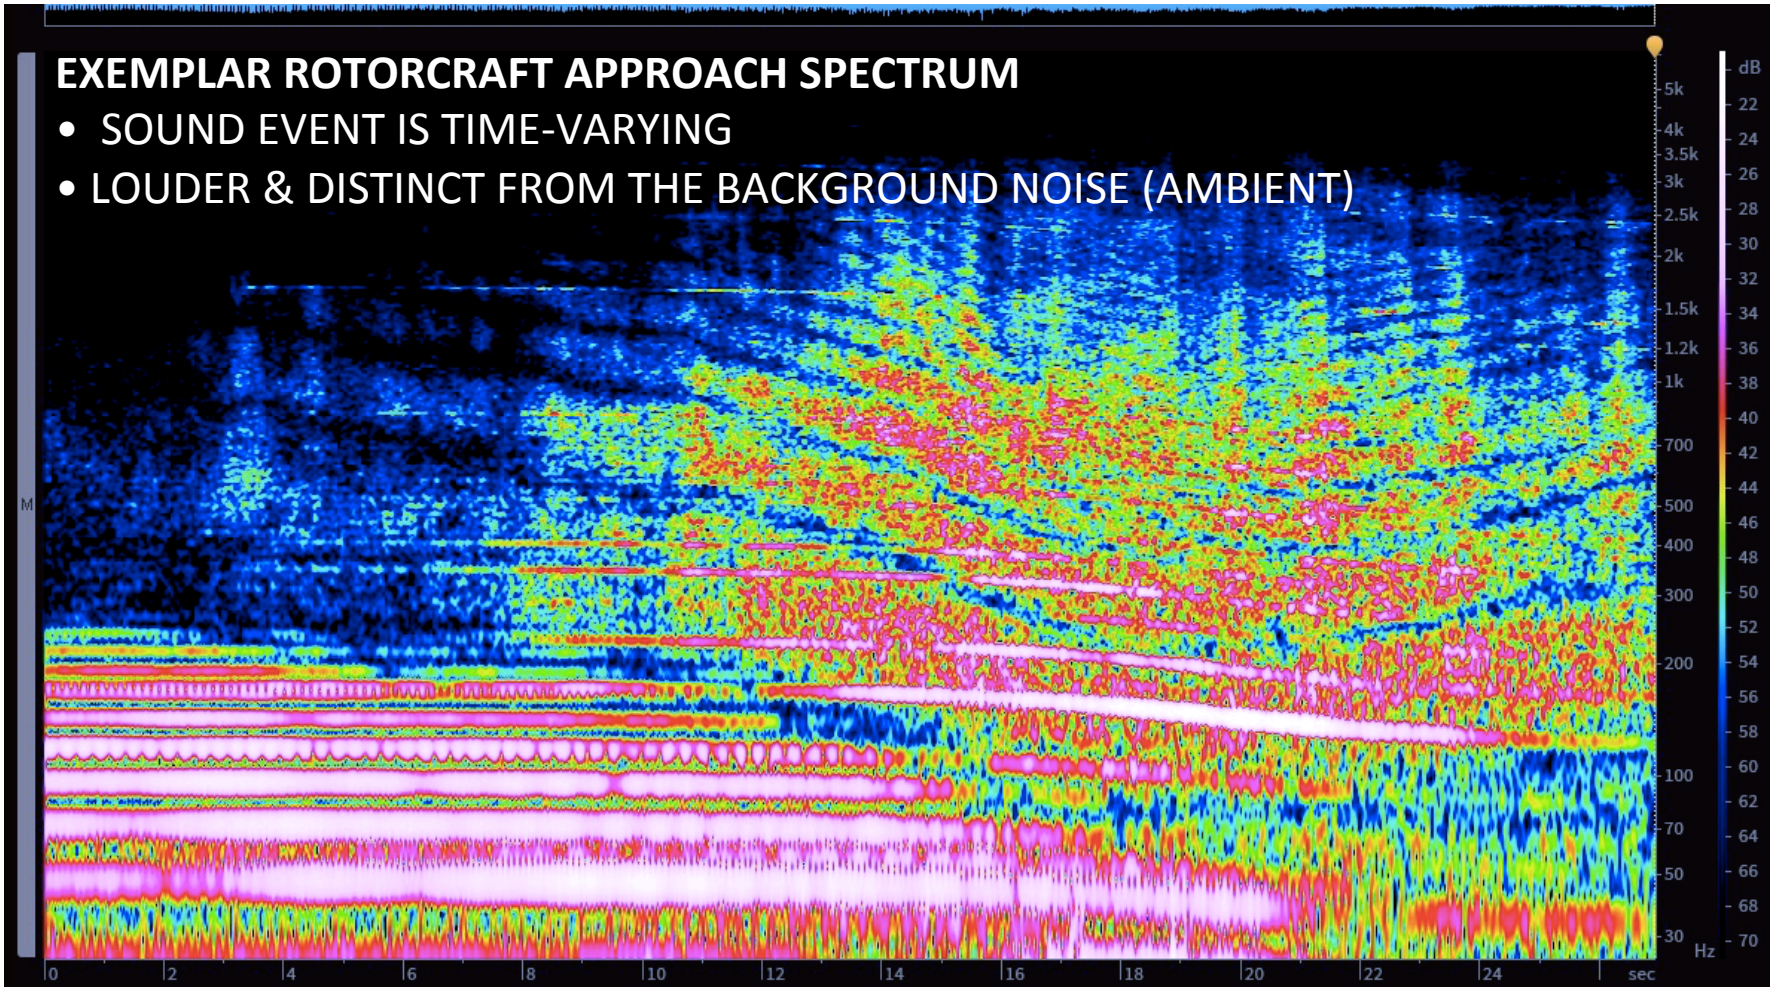 EXEMPLAR ROTORCRAFT APPROACH SPECTRUM
• SOUND EVENT IS TIME-VARYING
• LOUDER & DISTINCT FROM THE BACKGROUND NOISE (AMBIENT)
M
5k
4k
3.5k
3k
2.5k
2k
1.5k
1.2k
1k
700
500
400
300
200
100
70
50
30
Hz
dB
22
24
26
28
30
32
34
36
38
40
42
44
46
48
50
52
54
56
58
60
62
64
66
68
70
0 2 4 6 8 10 12 14 16 18 20 22 24 sec